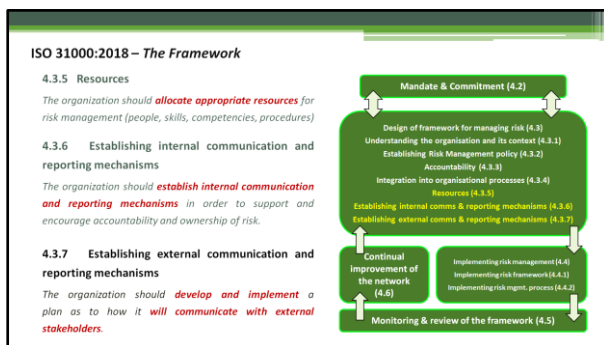 ISO 31000:2018 – The Framework
4.3.5 Resources
The organization should allocate appropriate resources for
risk management (people, skills, competencies, procedures)
4.3.6 Establishing internal communication and
reporting mechanisms
The organization should establish internal communication
and reporting mechanisms in order to support and
encourage accountability and ownership of risk.
4.3.7 Establishing external communication and
reporting mechanisms
The organization should develop and implement a
plan as to how it will communicate with external
stakeholders.
Mandate & Commitment (4.2)
Design of framework for managing risk (4.3)
Understanding the organisation and its context (4.3.1)
Establishing Risk Management policy (4.3.2)
Accountability (4.3.3)
Integration into organisational processes (4.3.4)
Resources (4.3.5)
Establishing internal comms & reporting mechanisms (4.3.6)
Establishing external comms & reporting mechanisms (4.3.7)
Continual
improvement of
the network
(4.6)
Implementing risk management (4.4)
Implementing risk framework (4.4.1)
Implementing risk mgmt. process (4.4.2)
Monitoring & review of the framework (4.5)